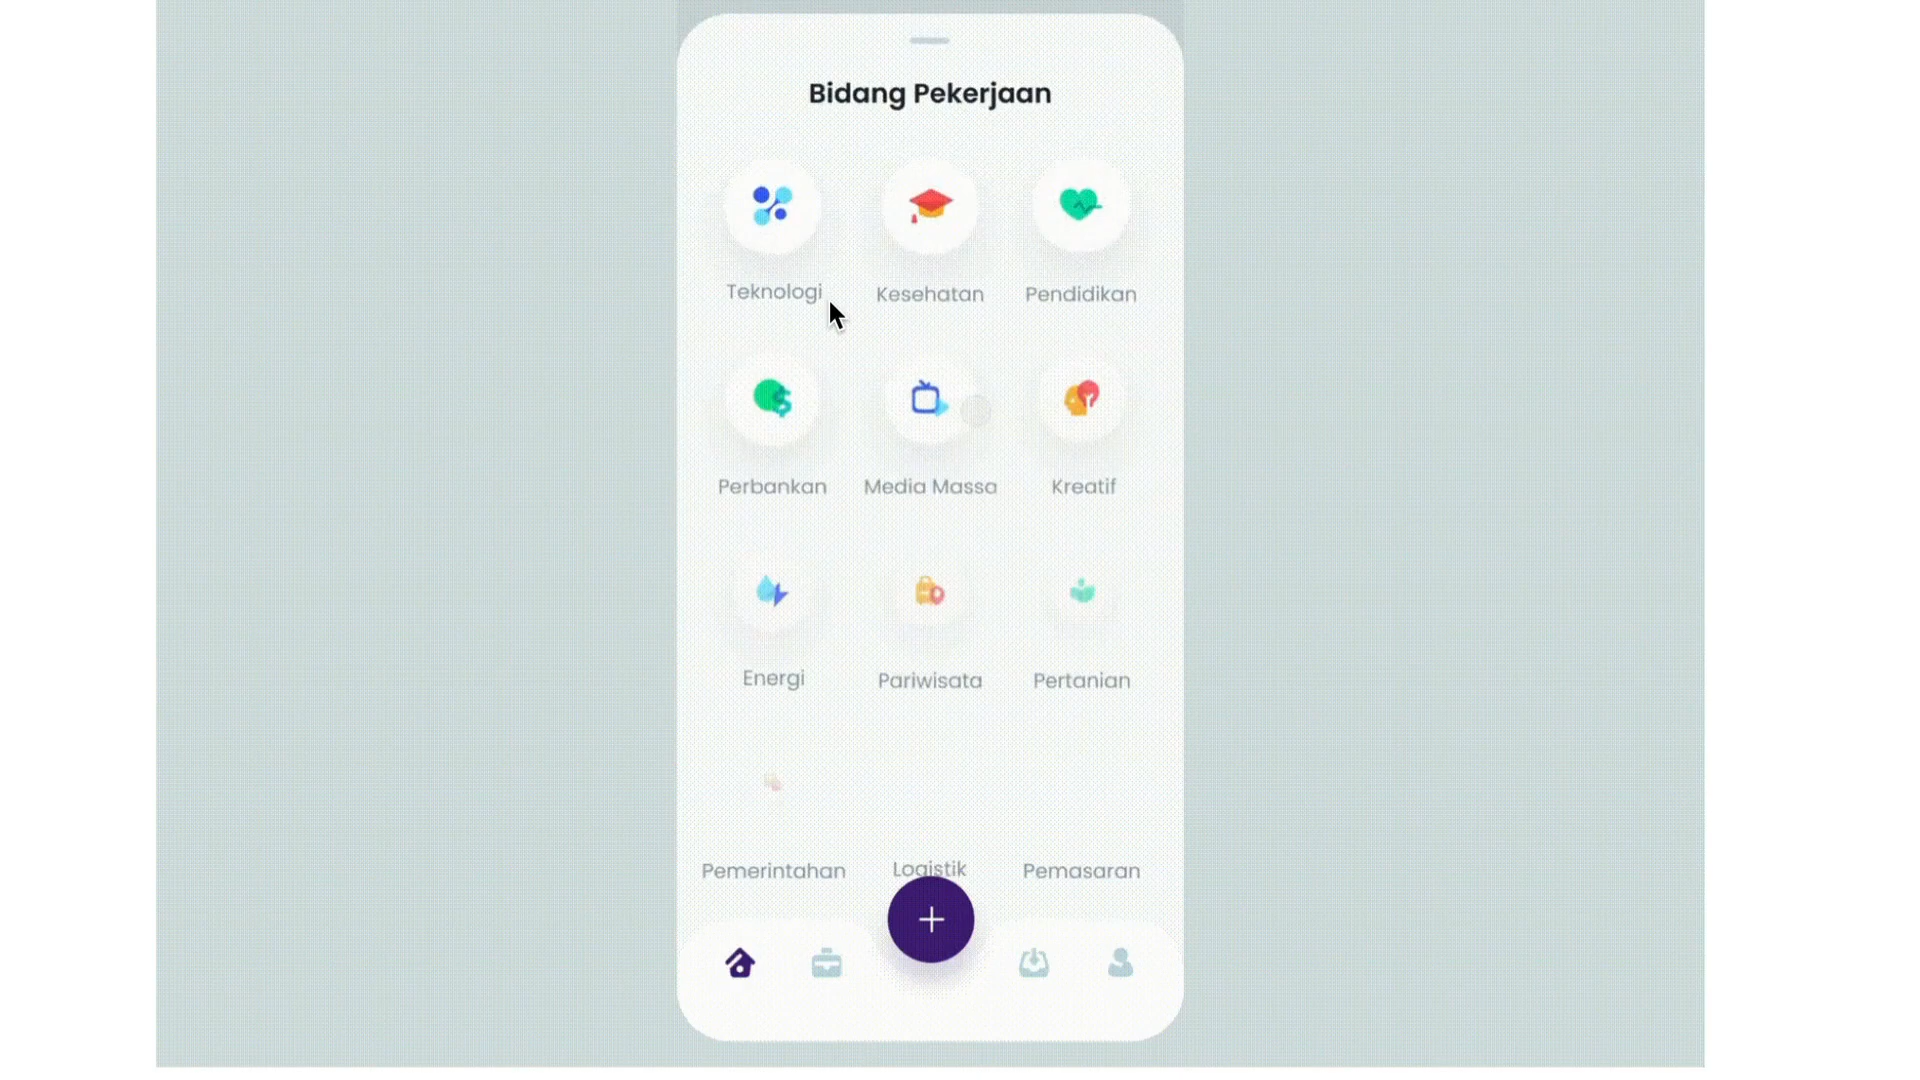 Bidang Pekerjaan
Teknologi
Kesehatan
Pendidikan
Perbankan
Media Massa
Kreatif
Energi
Pariwisata
Pertanian
Pemerintahan
Logistik
Pemasaran